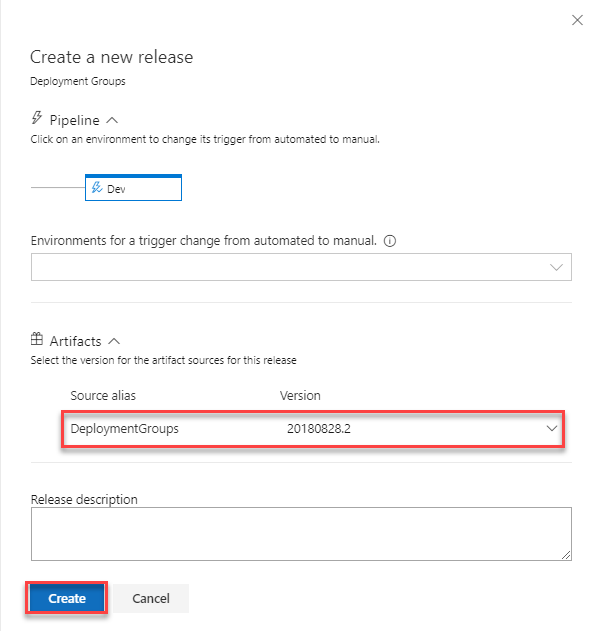 Create a new release
Deployment Groups
Pipeline
Click on an environment to change its trigger from automated to manual.
Dev
Environments for a trigger change from automated to manual.
Artifacts
Select the version for the artifact sources for this release
Source alias Version
DeploymentGroups 20180828.2
Release description
Create Cancel